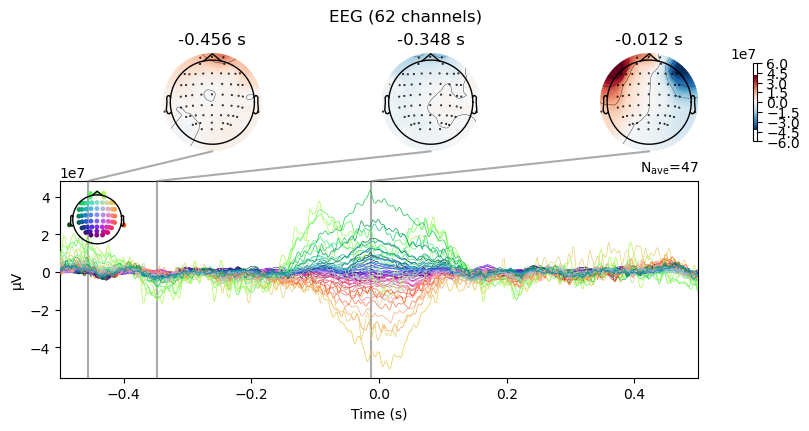 EEG (62 channels)
-0.456 s
-0.348 s
-0.012 s
1e7
6.0
4.5
3.0
1.5
0.0
−1.5
−3.0
−4.5
−6.0
Nave=47
1e7
4
2
0
−2
−4
µV
−0.4
−0.2
0.0
0.2
0.4
Time (s)